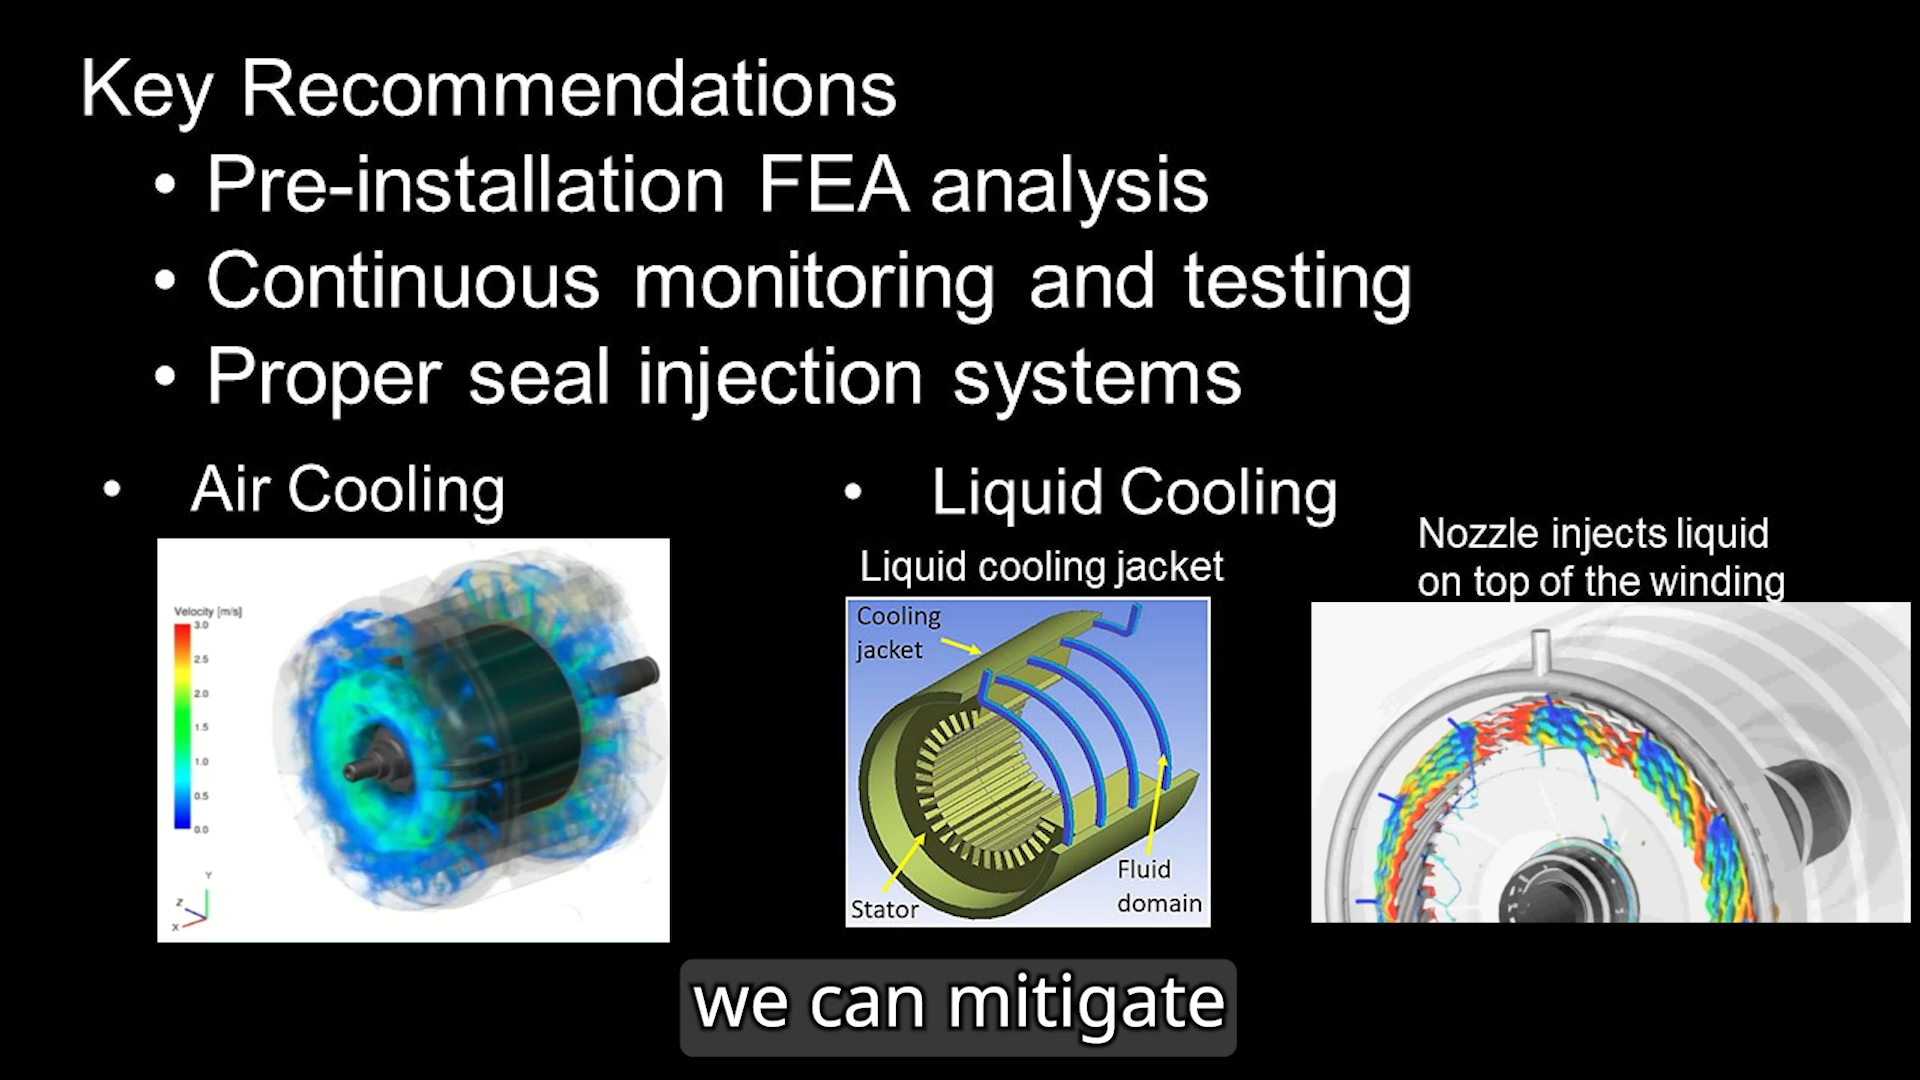 Key Recommendations
• Pre-installation FEA analysis
• Continuous monitoring and testing
• Proper seal injection systems
• Air Cooling
• Liquid Cooling
Liquid cooling jacket
Nozzle injects liquid
on top of the winding
Velocity [m/s]
3.0
2.5
2.0
1.5
1.0
0.5
0.0
Y
Z
X
Cooling
jacket
Fluid
domain
Stator
we can mitigate